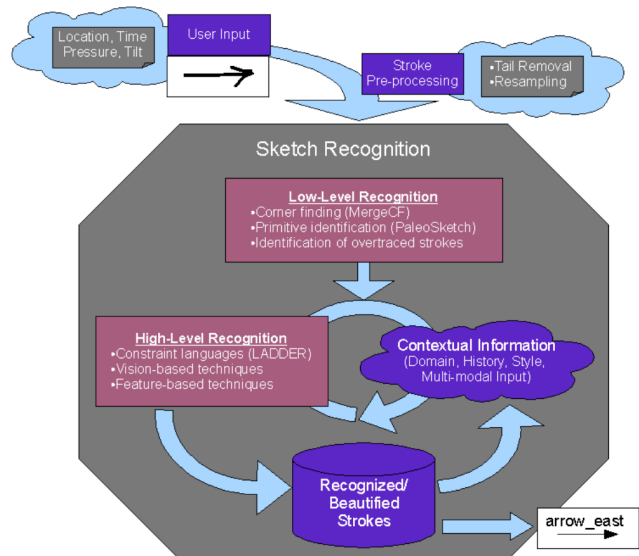 Location, Time
Pressure, Tilt
User Input
Stroke
Pre-processing
▪Tail Removal
▪Resampling
Sketch Recognition
Low-Level Recognition
▪Corner finding (MergeCF)
▪Primitive identification (PaleoSketch)
▪Identification of overtraced strokes
High-Level Recognition
▪Constraint languages (LADDER)
▪Vision-based techniques
▪Feature-based techniques
Contextual Information
(Domain, History, Style,
Multi-modal Input)
Recognized/
Beautified
Strokes
arrow_east